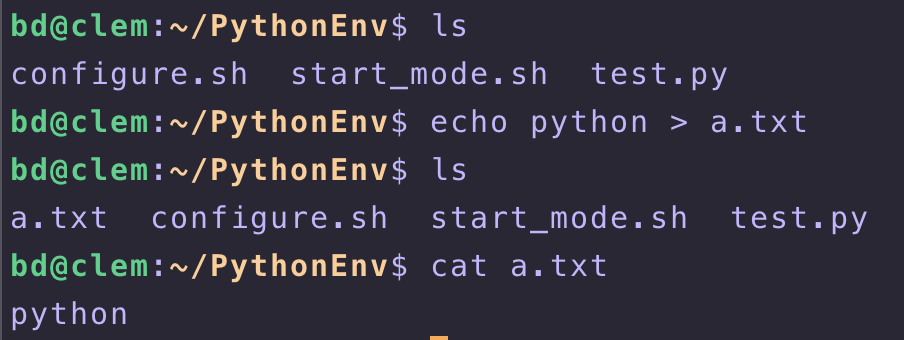 bd@clem:~/PythonEnv$ ls
configure.sh  start_mode.sh  test.py
bd@clem:~/PythonEnv$ echo python > a.txt
bd@clem:~/PythonEnv$ ls
a.txt  configure.sh  start_mode.sh  test.py
bd@clem:~/PythonEnv$ cat a.txt
python